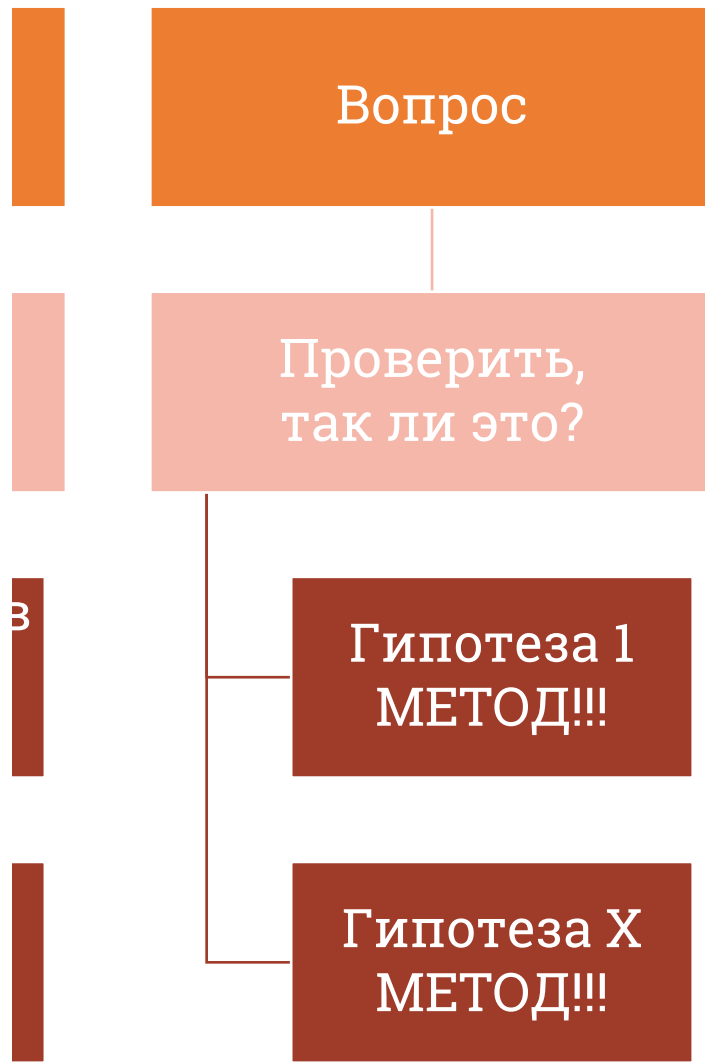 Вопрос
Проверить,
так ли это?
в
Гипотеза 1
МЕТОД!!!
Гипотеза X
МЕТОД!!!